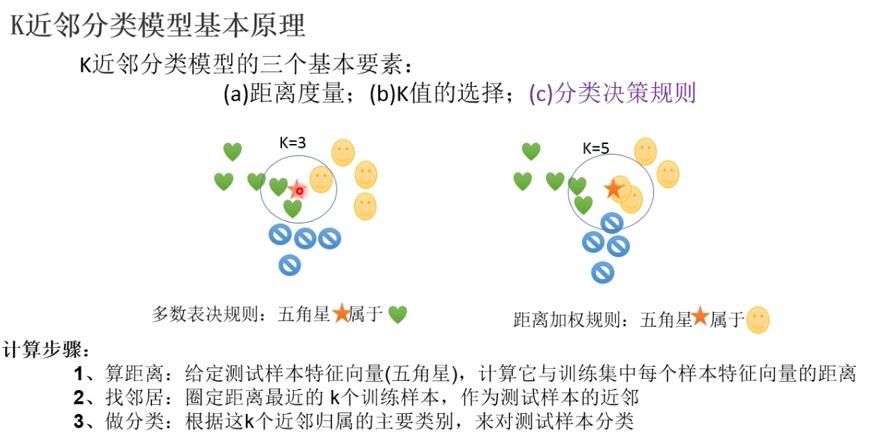 K近邻分类模型基本原理
K近邻分类模型的三个基本要素：
(a)距离度量；(b)K值的选择；(c)分类决策规则
K=3
K=5
多数表决规则：五角星属于
距离加权规则：五角星属于
计算步骤：
1、算距离：给定测试样本特征向量(五角星)，计算它与训练集中每个样本特征向量的距离
2、找邻居：圈定距离最近的 k个训练样本，作为测试样本的近邻
3、做分类：根据这k个近邻归属的主要类别，来对测试样本分类